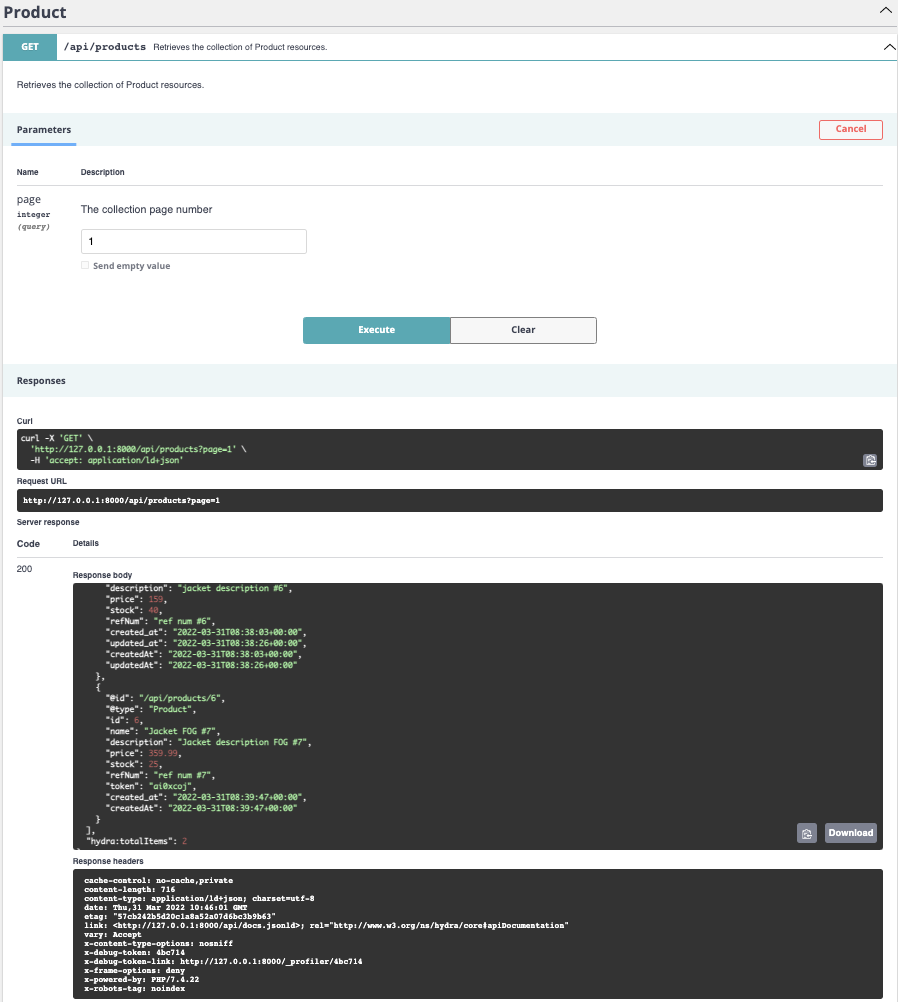 Product
GET /api/products Retrieves the collection of Product resources.
Retrieves the collection of Product resources.
Parameters
Cancel
Name Description
page
integer
(query)
The collection page number
1
Send empty value
Execute Clear
Responses
Curl
curl -X 'GET' \
'http://127.0.0.1:8000/api/products?page=1' \
-H 'accept: application/ld+json'
Request URL
http://127.0.0.1:8000/api/products?page=1
Server response
Code Details
200
Response body
"description": "jacket description #6",
"price": 159,
"stock": 40,
"refNum": "ref num #6",
"created_at": "2022-03-31T08:38:03+00:00",
"updated_at": "2022-03-31T08:38:26+00:00",
"createdAt": "2022-03-31T08:38:03+00:00",
"updatedAt": "2022-03-31T08:38:26+00:00"
},
{
"@id": "/api/products/6",
"@type": "Product",
"id": 6,
"name": "Jacket FOG #7",
"description": "Jacket description FOG #7",
"price": 359.99,
"stock": 25,
"refNum": "ref num #7",
"token": "ai0xcoj",
"created_at": "2022-03-31T08:39:47+00:00",
"createdAt": "2022-03-31T08:39:47+00:00"
}
],
"hydra:totalItems": 2
Download
Response headers
cache-control: no-cache,private
content-length: 716
content-type: application/ld+json; charset=utf-8
date: Thu,31 Mar 2022 10:46:01 GMT
etag: "57cb242b5d20c1a8a52a07d6bc3b9b63"
link: <http://127.0.0.1:8000/api/docs.jsonld>; rel="http://www.w3.org/ns/hydra/core#apiDocumentation"
vary: Accept
x-content-type-options: nosniff
x-debug-token: 4bc714
x-debug-token-link: http://127.0.0.1:8000/_profiler/4bc714
x-frame-options: deny
x-powered-by: PHP/7.4.22
x-robots-tag: noindex